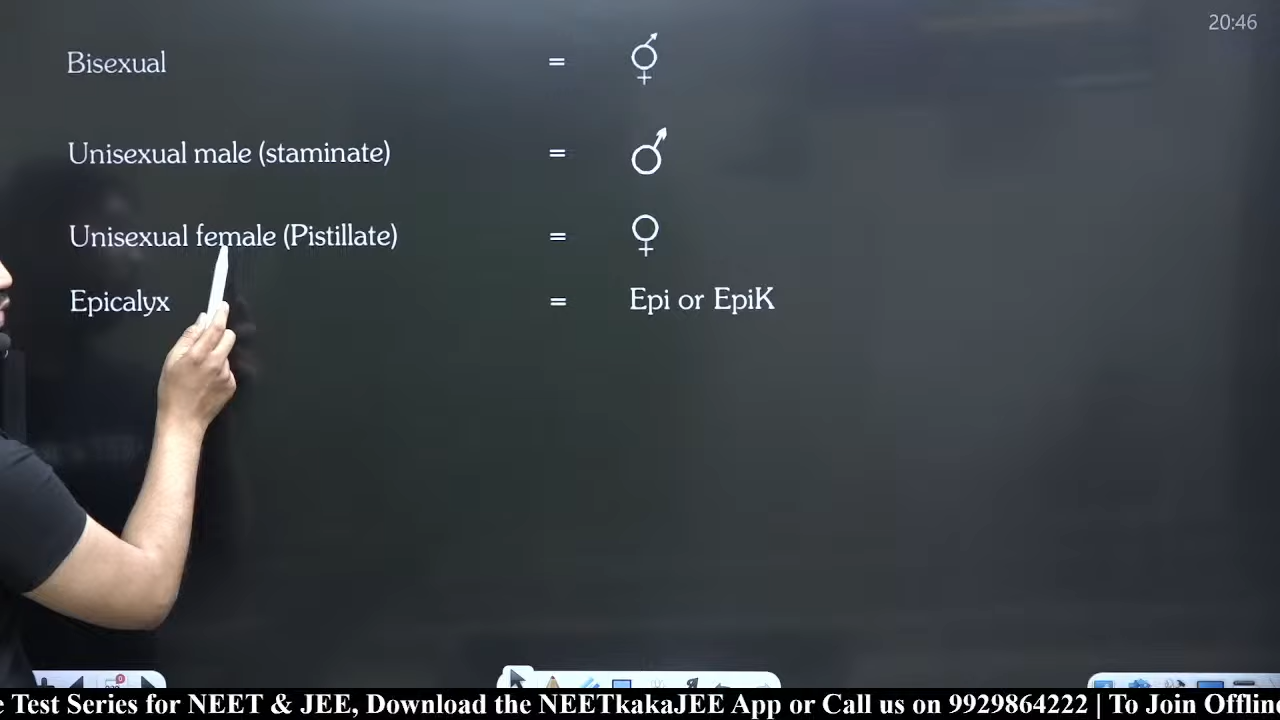 20:46
Bisexual = ⚥
Unisexual male (staminate) = ♂
Unisexual female (Pistillate) = ♀
Epicalyx = Epi or EpiK
e Test Series for NEET & JEE, Download the NEETkakaJEE App or Call us on 9929864222 | To Join Offline